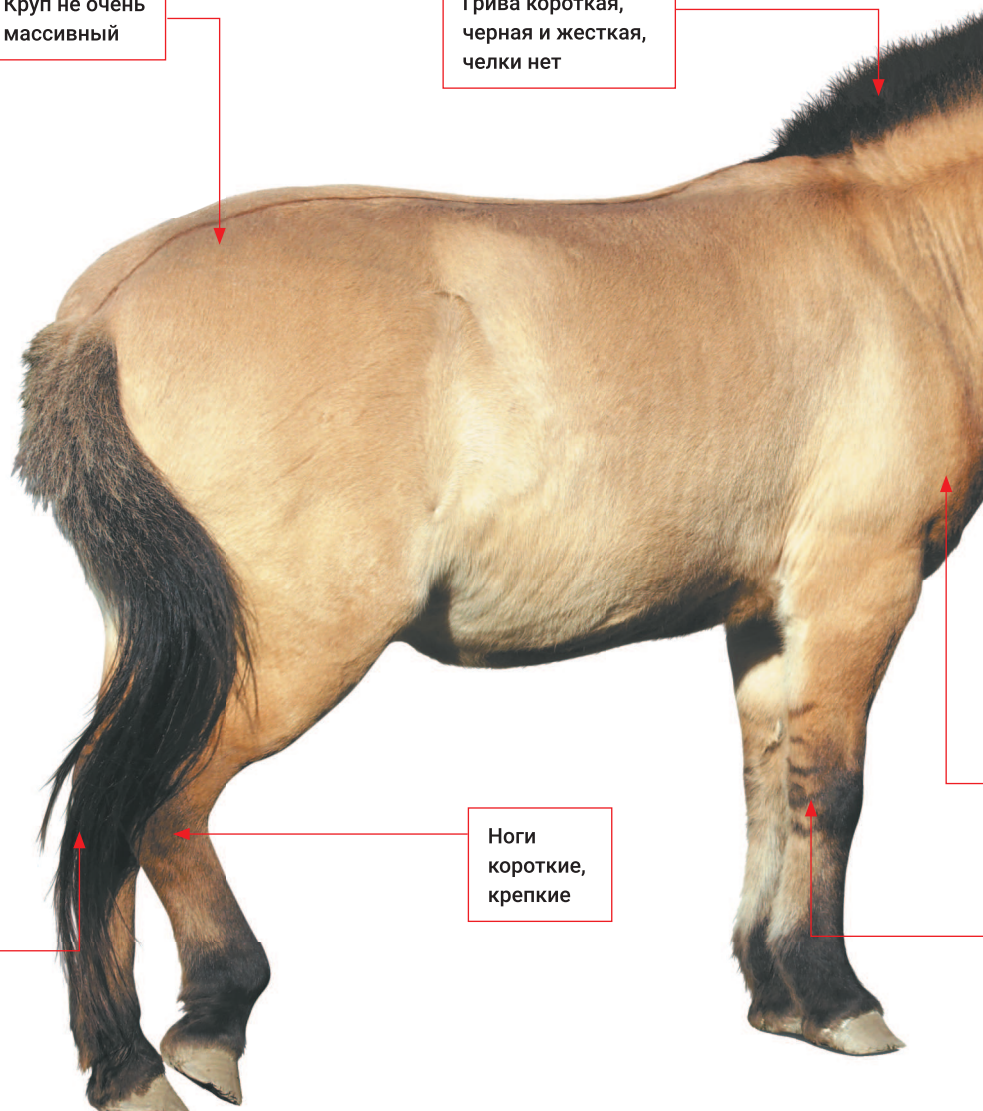 Круп не очень
массивный
Грива короткая,
черная и жесткая,
челки нет
Ноги
короткие,
крепкие